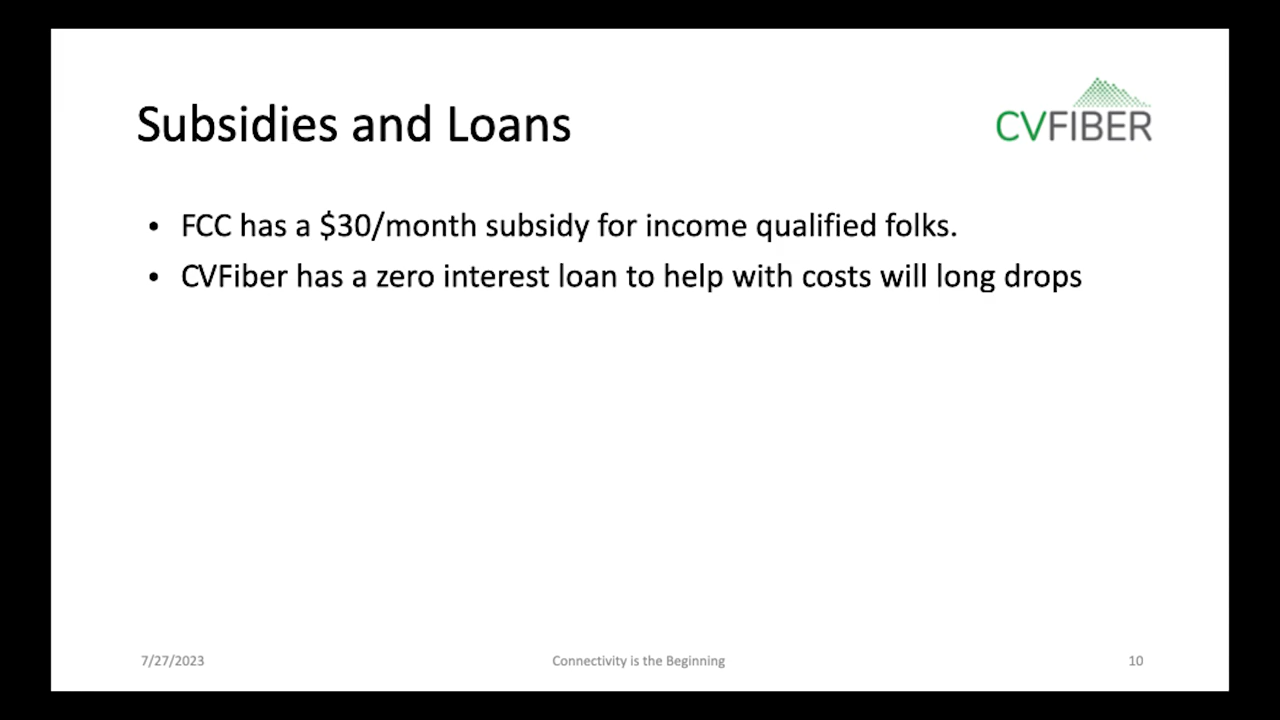 Subsidies and Loans
CVFIBER
• FCC has a $30/month subsidy for income qualified folks.
• CVFiber has a zero interest loan to help with costs will long drops
7/27/2023
Connectivity is the Beginning
10